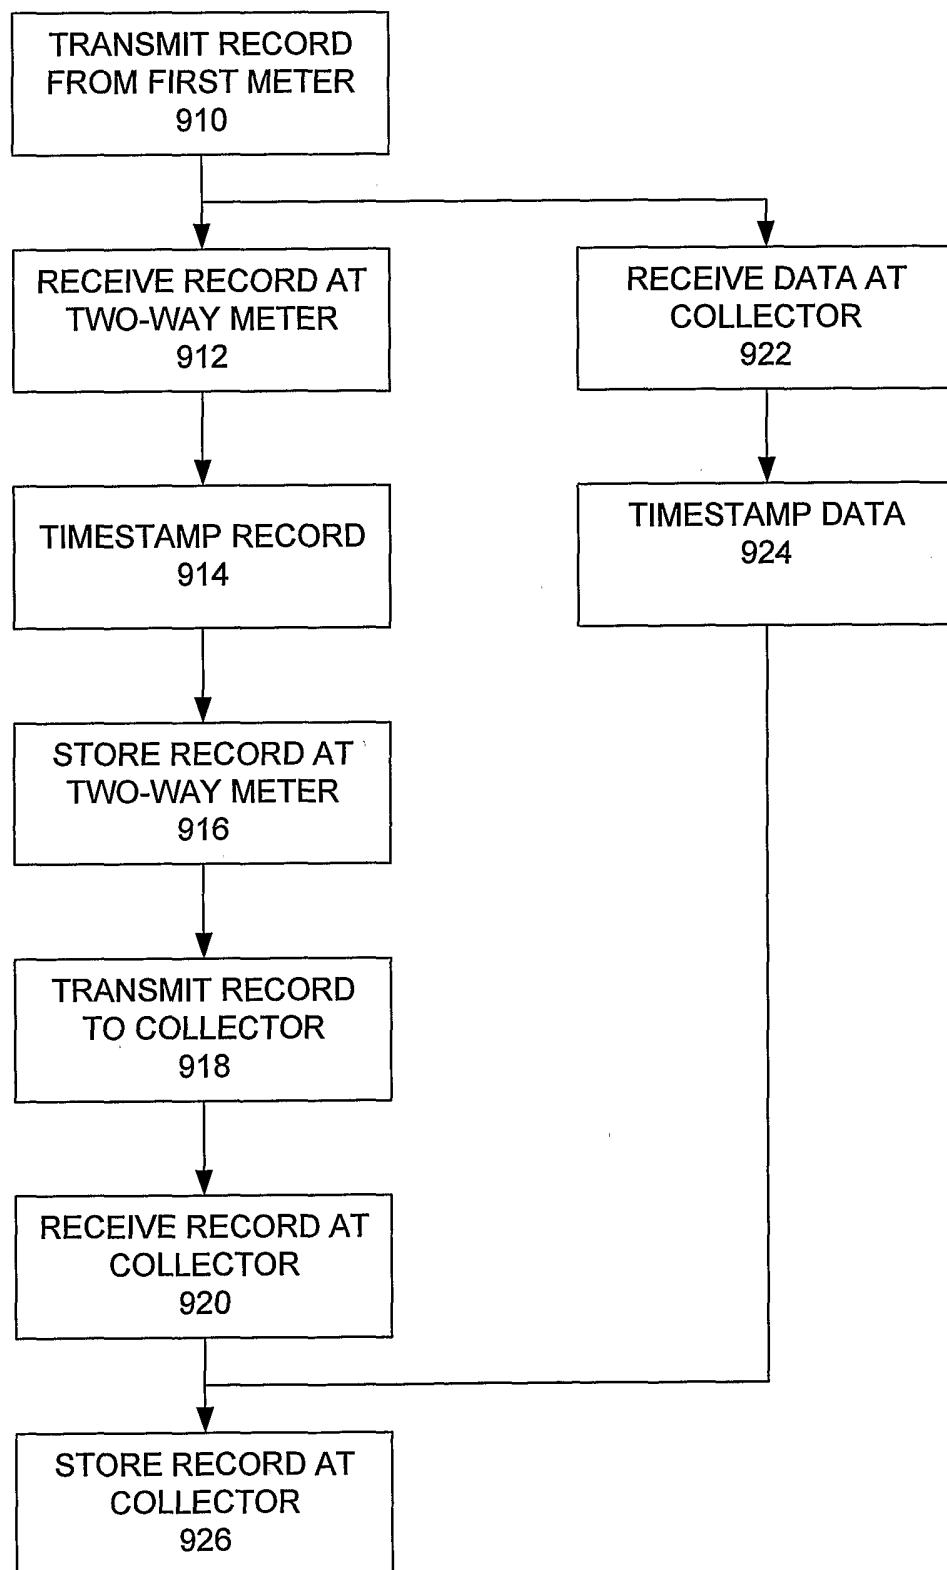 TRANSMIT RECORD
FROM FIRST METER
910
RECEIVE RECORD AT
TWO-WAY METER
912
RECEIVE DATA AT
COLLECTOR
922
TIMESTAMP RECORD
914
TIMESTAMP DATA
924
STORE RECORD AT
TWO-WAY METER
916
TRANSMIT RECORD
TO COLLECTOR
918
RECEIVE RECORD AT
COLLECTOR
920
STORE RECORD AT
COLLECTOR
926